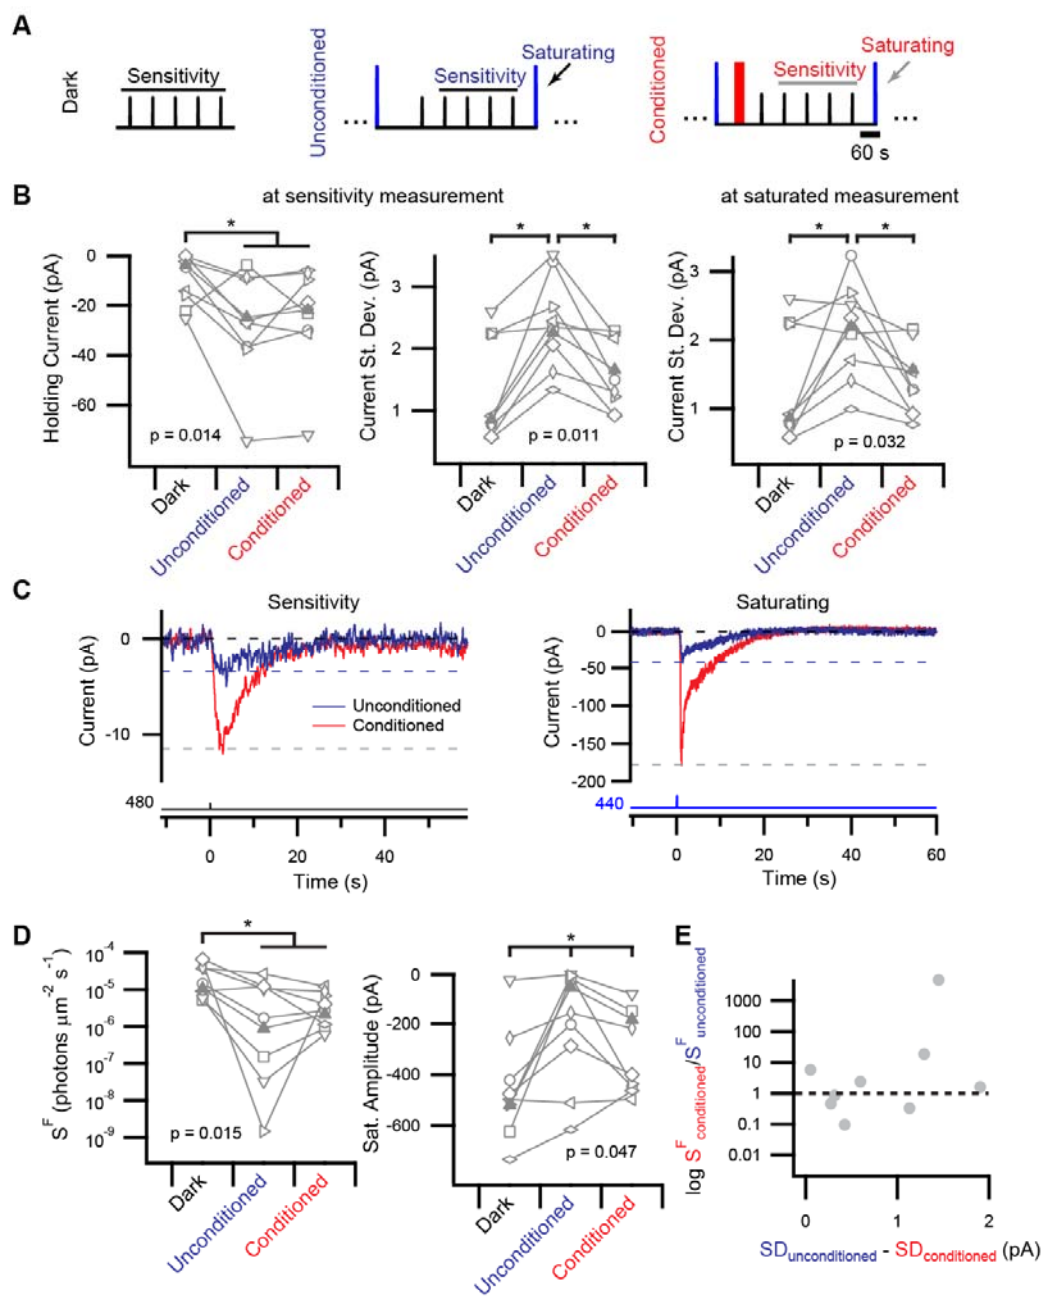 A
Dark
Sensitivity
Unconditioned
Sensitivity
Saturating
...
...
Conditioned
Sensitivity
Saturating
...
...
60 s
B
at sensitivity measurement
at saturated measurement
*
* *
* *
Holding Current (pA)
0
-20
-40
-60
p = 0.014
Dark
Unconditioned
Conditioned
Current St. Dev. (pA)
3
2
1
p = 0.011
Dark
Unconditioned
Conditioned
Current St. Dev. (pA)
3
2
1
p = 0.032
Dark
Unconditioned
Conditioned
C
Sensitivity
Current (pA)
0
-10
Unconditioned
Conditioned
480
0 20 40
Time (s)
Saturating
Current (pA)
0
-50
-100
-150
-200
440
0 20 40 60
Time (s)
D
*
S^F (photons μm^-2 s^-1)
10^-4
10^-5
10^-6
10^-7
10^-8
10^-9
p = 0.015
Dark
Unconditioned
Conditioned
*
Sat. Amplitude (pA)
0
-200
-400
-600
p = 0.047
Dark
Unconditioned
Conditioned
E
log S^F conditioned/S^F unconditioned
1000
100
10
1
0.1
0.01
0 1 2
SD unconditioned - SD conditioned (pA)